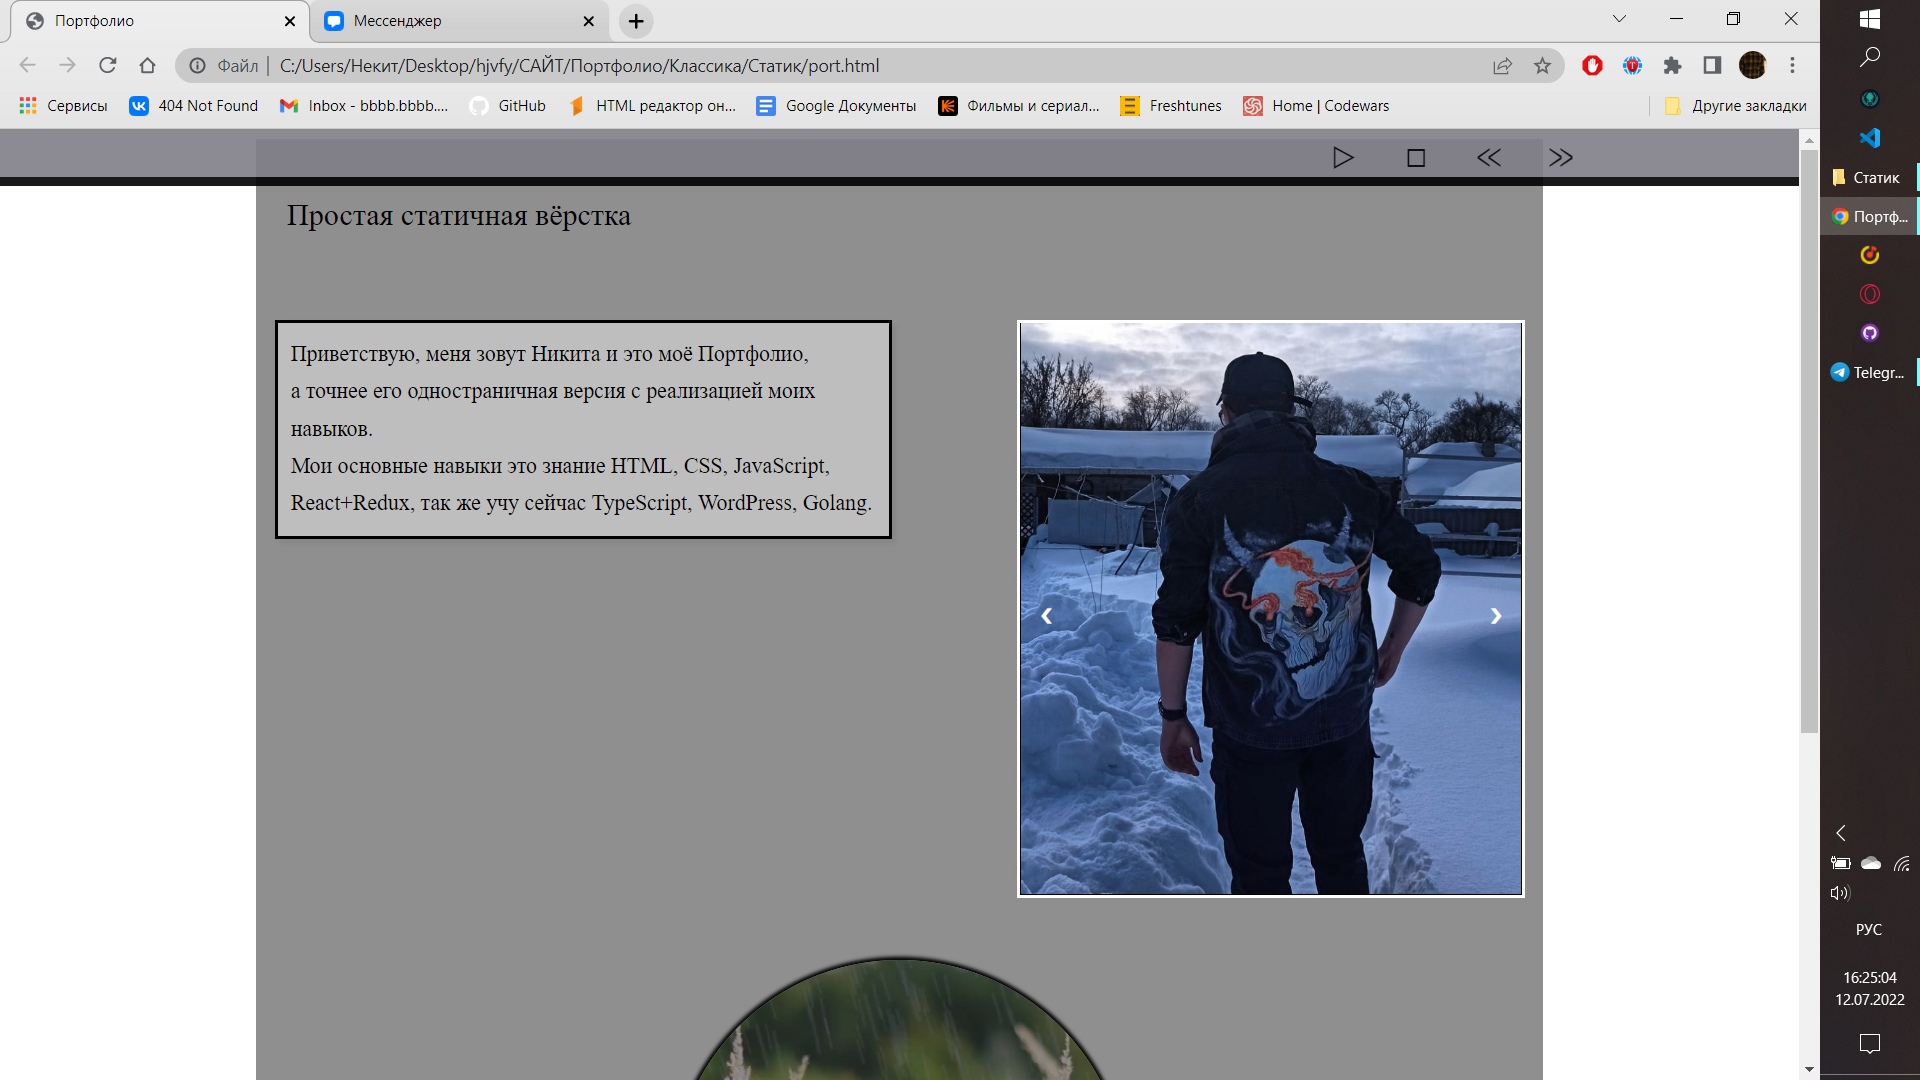 Портфолио
Мессенджер
Файл | C:/Users/Некит/Desktop/hjvfy/САЙТ/Портфолио/Классика/Статик/port.html
Сервисы
404 Not Found
Inbox - bbbb.bbbb....
GitHub
HTML редактор он...
Google Документы
Фильмы и сериал...
Freshtunes
Home | Codewars
Другие закладки
Простая статичная вёрстка
Приветствую, меня зовут Никита и это моё Портфолио,
а точнее его одностраничная версия с реализацией моих
навыков.
Мои основные навыки это знание HTML, CSS, JavaScript,
React+Redux, так же учу сейчас TypeScript, WordPress, Golang.
Статик
Портф...
Telegr...
РУС
16:25:04
12.07.2022